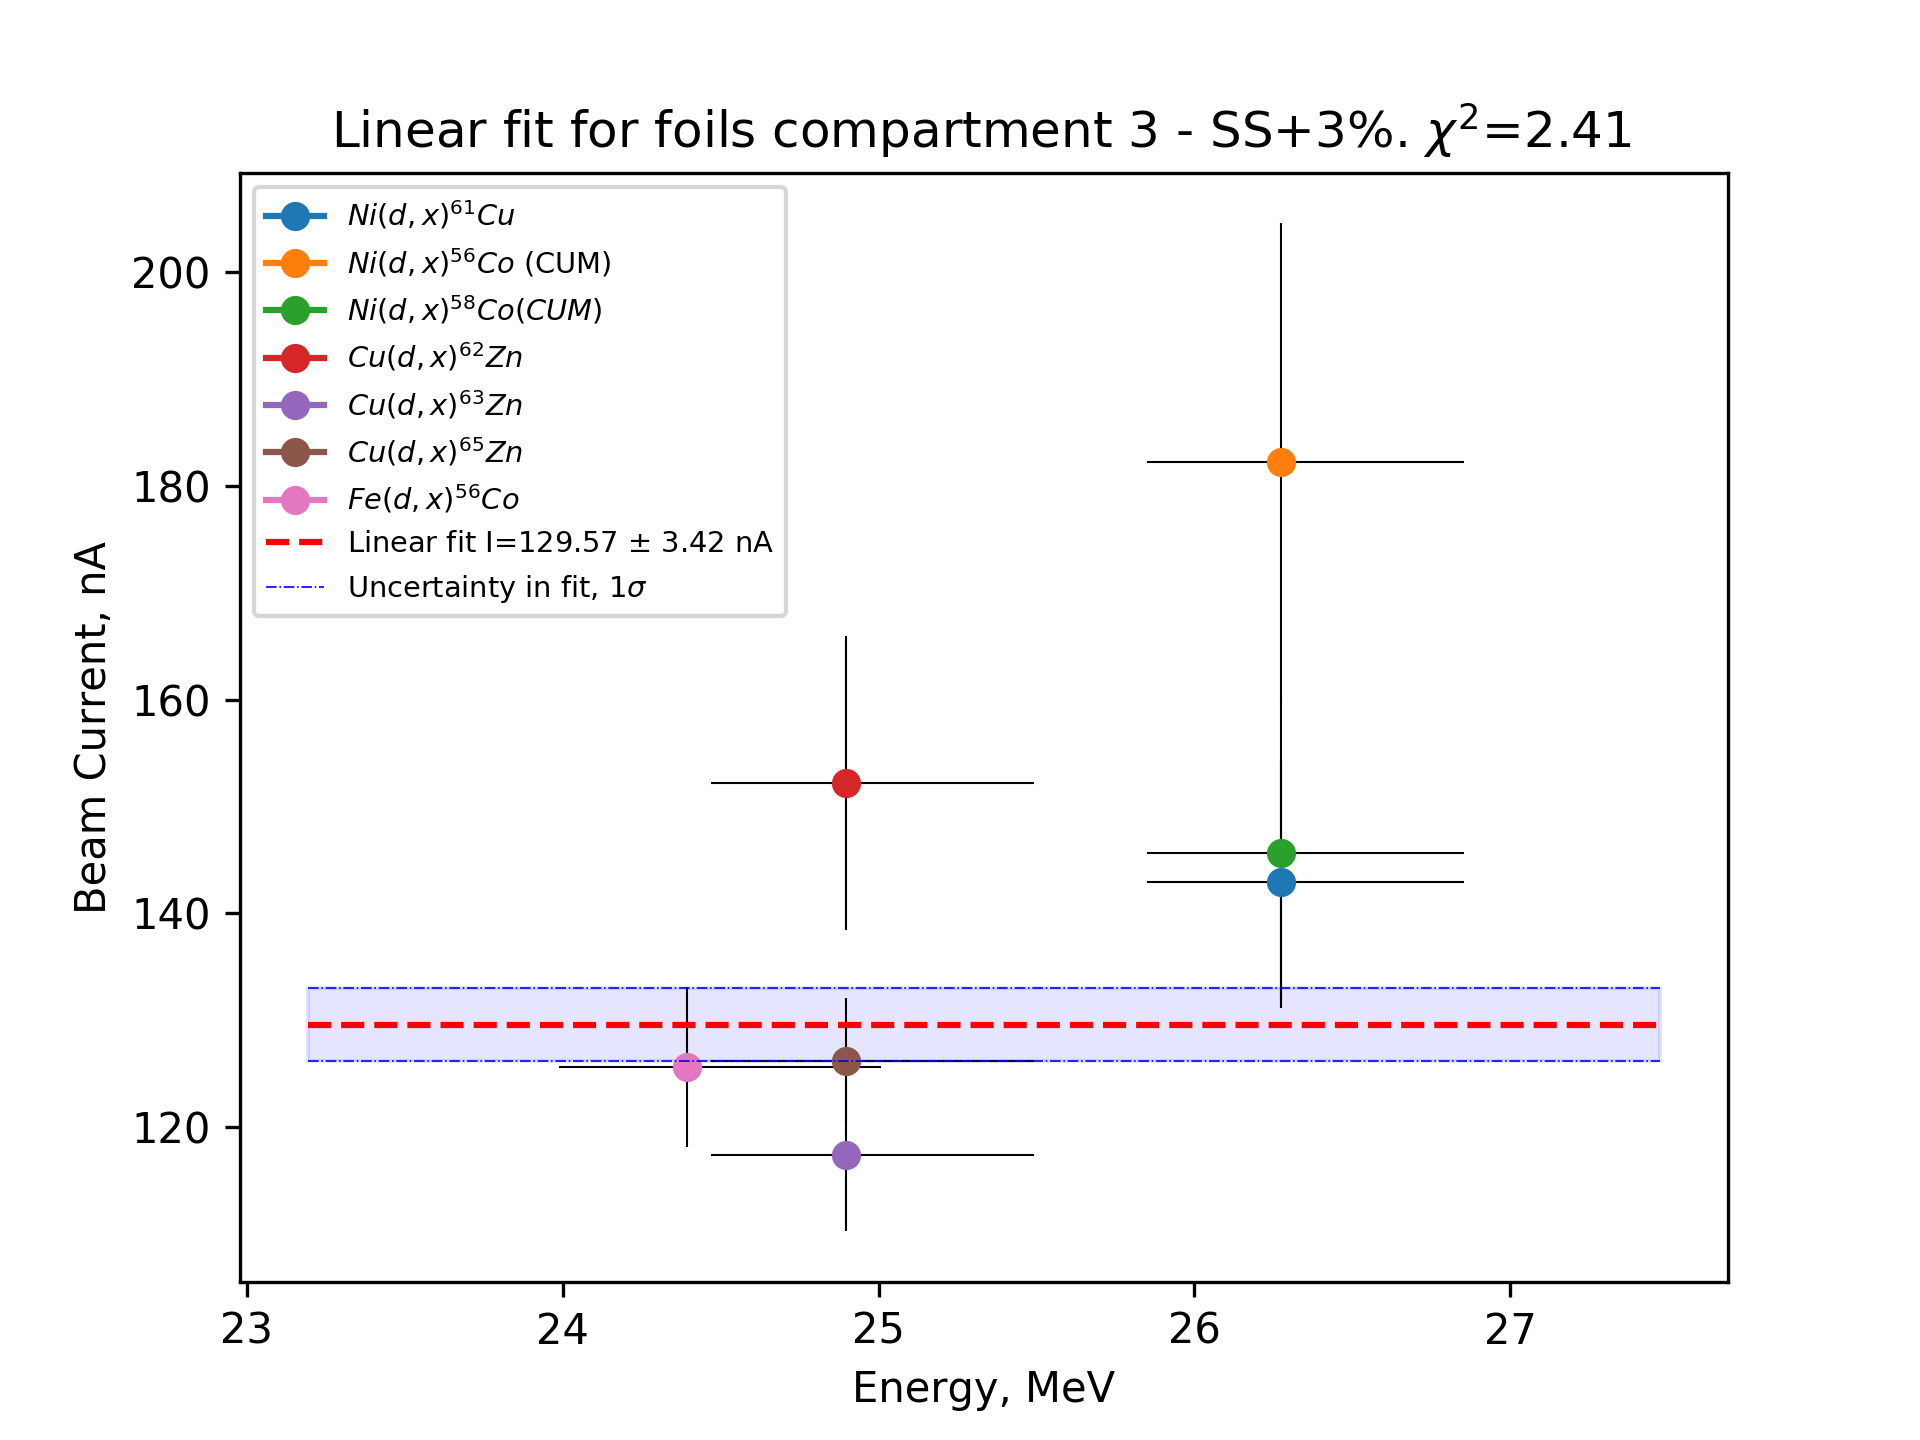 Linear fit for foils compartment 3 - SS+3%. χ²=2.41
Ni(d, x)⁶¹Cu
Ni(d, x)⁵⁶Co (CUM)
Ni(d, x)⁵⁸Co(CUM)
Cu(d, x)⁶²Zn
Cu(d, x)⁶³Zn
Cu(d, x)⁶⁵Zn
Fe(d, x)⁵⁶Co
Linear fit I=129.57 ± 3.42 nA
Uncertainty in fit, 1σ
200
180
160
140
120
Beam Current, nA
23 24 25 26 27
Energy, MeV